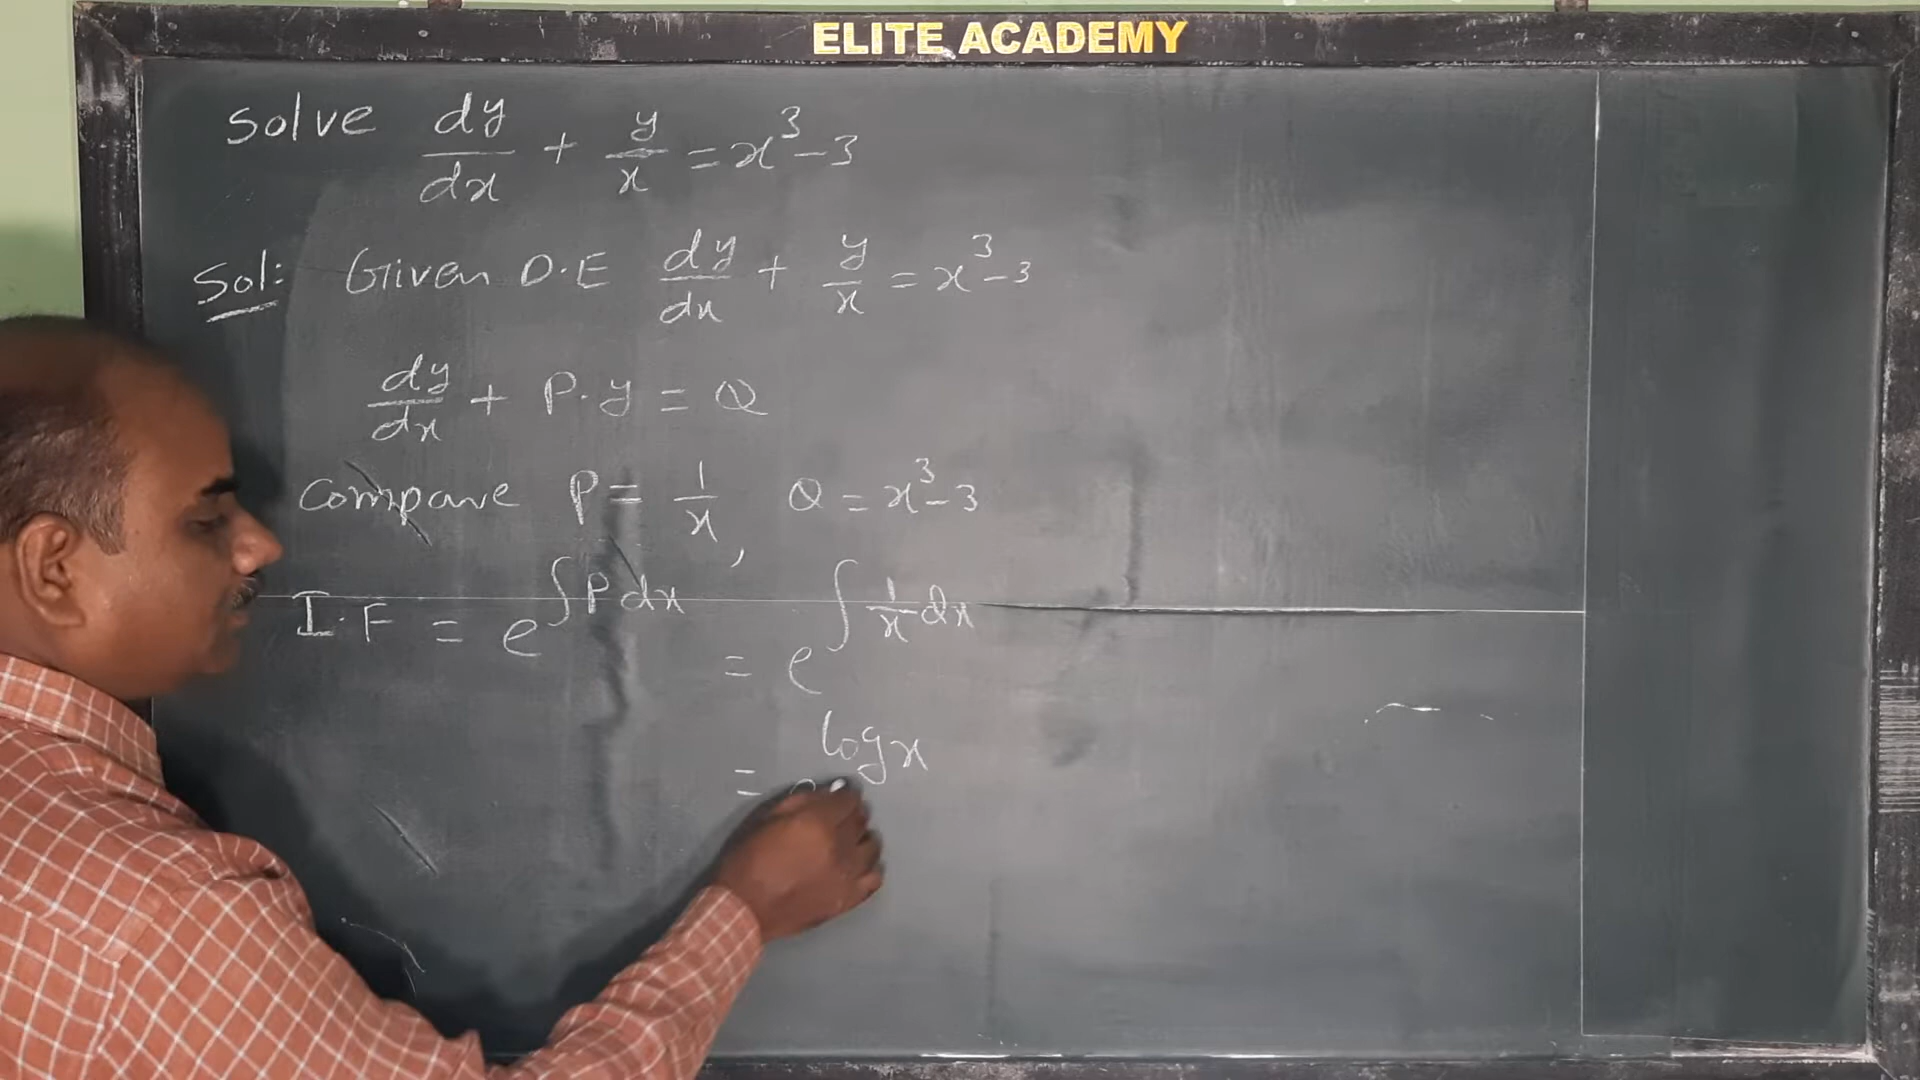 ELITE ACADEMY
Solve dy/dx + y/x = x³-3
Sol: Given D.E dy/dx + y/x = x³-3
dy/dx + P.y = Q
Compare P = 1/x, Q = x³-3
I.F = e^∫P dx = e^∫1/x dx
= e^log x